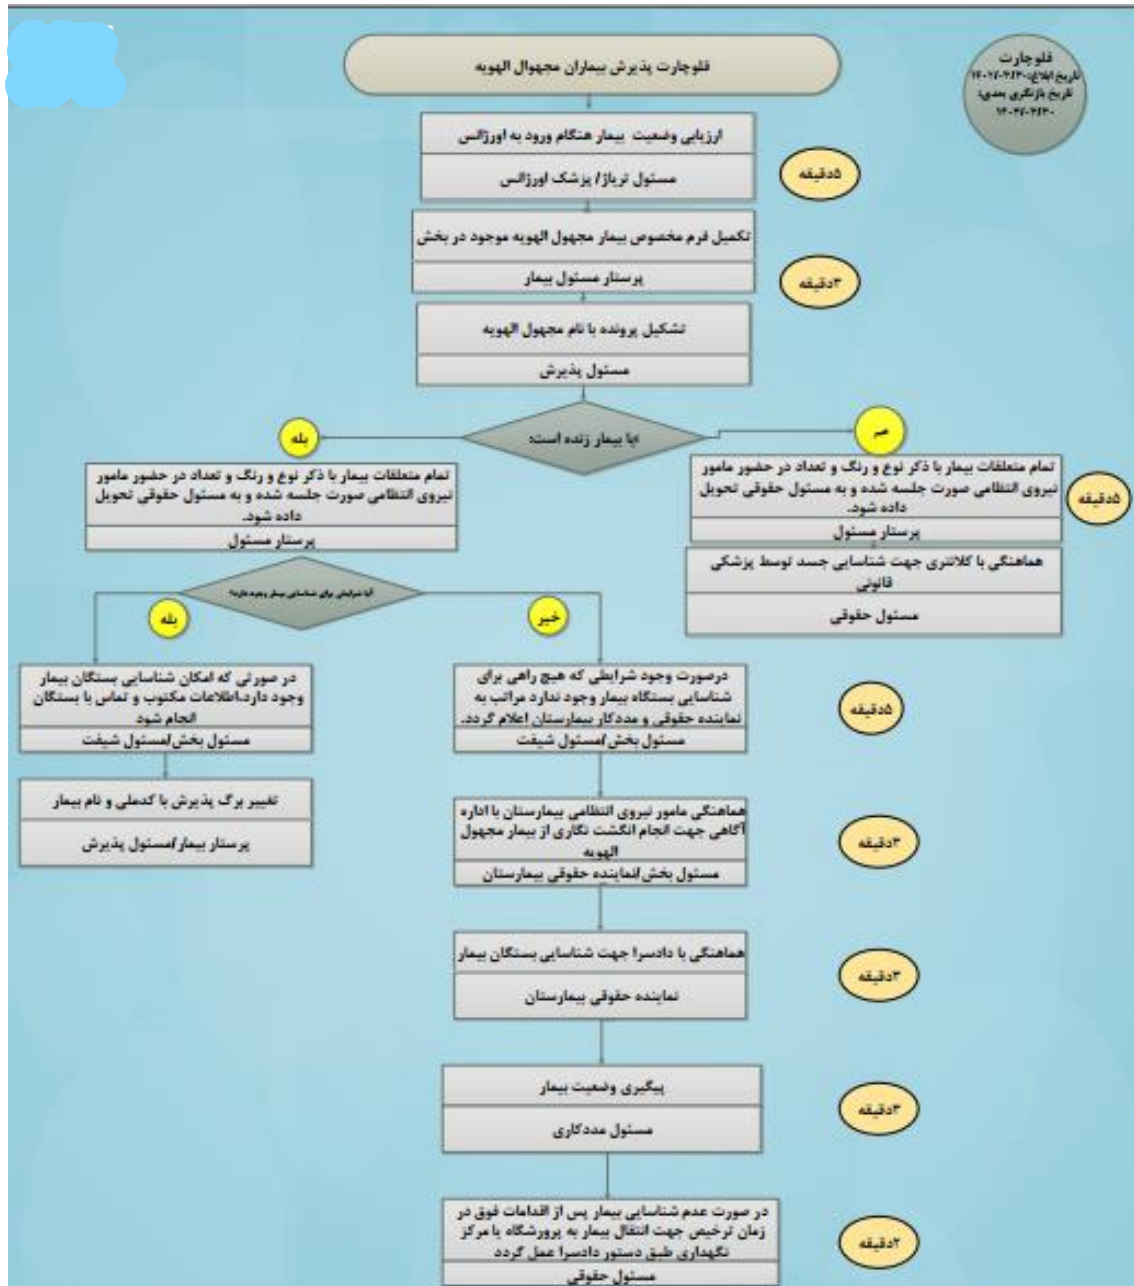 فلوچارت پذیرش بیماران مجهوال الهویه
فلوچارت
تاریخ بازنگری بعدی:
ارزیابی وضعیت بیمار هنگام ورود به اورژانس
مسئول تریاژ/ پزشک اورژانس
۵دقیقه
تکمیل فرم مخصوص بیمار مجهول الهویه موجود در بخش
پرستار مسئول بیمار
۳دقیقه
تشکیل پرونده با نام مجهول الهویه
مسئول پذیرش
بیمار زنده است
بله
تمام متعلقات بیمار با ذکر نوع و رنگ و تعداد در حضور مامور
نیروی انتظامی صورت جلسه شده و به مسئول حقوقی تحویل
داده شود.
پرستار مسئول
۵دقیقه
هماهنگی با کلانتری جهت شناسایی جسد توسط پزشکی
قانونی
مسئول حقوقی
تمام متعلقات بیمار با ذکر نوع و رنگ و تعداد در حضور مامور
نیروی انتظامی صورت جلسه شده و به مسئول حقوقی تحویل
داده شود.
پرستار مسئول
آیا شرایطی برای شناسایی بیمار وجود دارد؟
خیر
بله
درصورت وجود شرایطی که هیچ راهی برای
شناسایی بستگاه بیمار وجود ندارد مراتب به
نماینده حقوقی و مددکار بیمارستان اعلام گردد.
مسئول بخش/مسئول شیفت
۵دقیقه
در صورتی که امکان شناسایی بستگان بیمار
وجود دارد.اطلاعات مکتوب و تماس با بستگان
انجام شود
مسئول بخش/مسئول شیفت
تغییر برگ پذیرش با کدملی و نام بیمار
پرستار بیمار/مسئول پذیرش
هماهنگی مامور نیروی انتظامی بیمارستان با اداره
آگاهی جهت انجام انگشت نگاری از بیمار مجهول
الهویه
مسئول بخش/نماینده حقوقی بیمارستان
۳دقیقه
هماهنگی با دادسرا جهت شناسایی بستگان بیمار
نماینده حقوقی بیمارستان
۳دقیقه
پیگیری وضعیت بیمار
مسئول مددکاری
۳دقیقه
در صورت عدم شناسایی بیمار پس از اقدامات فوق در
زمان ترخیص جهت انتقال بیمار به پرورشگاه یا مرکز
نگهداری طبق دستور دادسرا عمل گردد
مسئول حقوقی
۲دقیقه